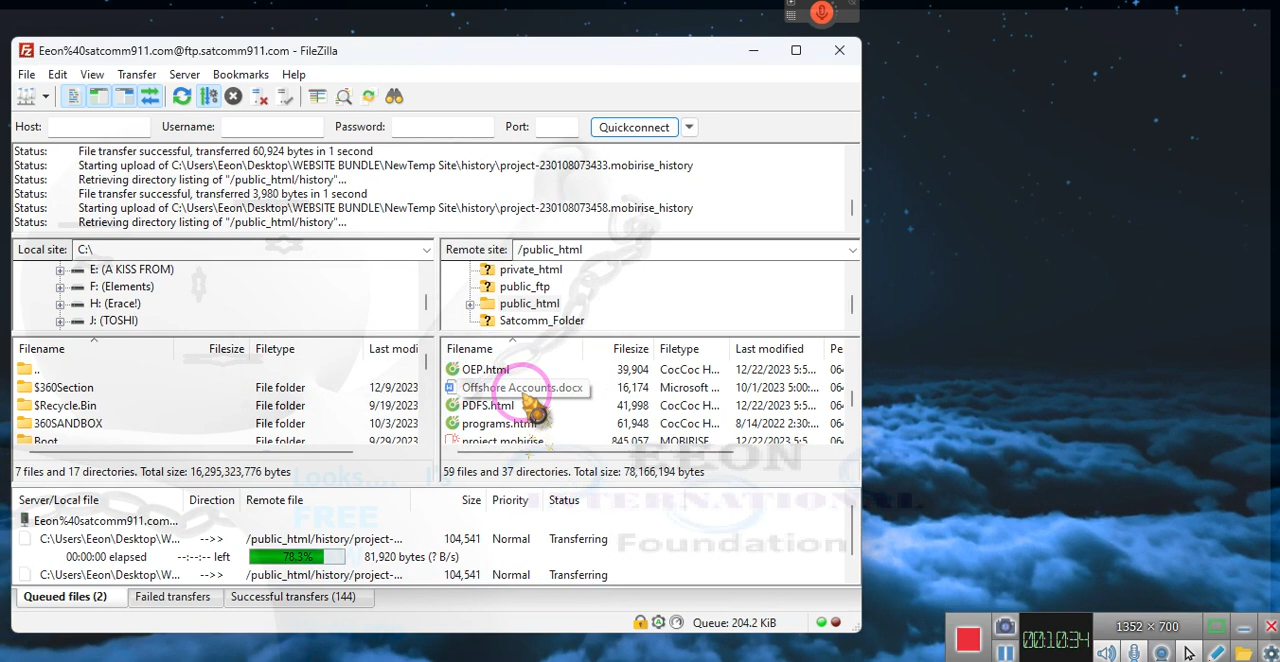 Eeon%40satcomm911.com@ftp.satcomm911.com - FileZilla
File Edit View Transfer Server Bookmarks Help
Host: Username: Password: Port: Quickconnect
Status: File transfer successful, transferred 60,924 bytes in 1 second
Status: Starting upload of C:\Users\Eeon\Desktop\WEBSITE BUNDLE\NewTemp Site\history\project-230108073433.mobirise_history
Status: Retrieving directory listing of "/public_html/history"...
Status: File transfer successful, transferred 3,980 bytes in 1 second
Status: Starting upload of C:\Users\Eeon\Desktop\WEBSITE BUNDLE\NewTemp Site\history\project-230108073458.mobirise_history
Status: Retrieving directory listing of "/public_html/history"...
Local site: C:\
E: (A KISS FROM)
F: (Elements)
H: (Erace!)
J: (TOSHI)
Remote site: /public_html
private_html
public_ftp
public_html
Satcomm_Folder
Filename Filesize Filetype Last modi
..
$360Section File folder 12/9/2023
$Recycle.Bin File folder 9/19/2023
360SANDBOX File folder 10/3/2023
Boot File folder 9/29/2023
7 files and 17 directories. Total size: 16,295,323,776 bytes
Filename Filesize Filetype Last modified Pe
OEP.html 39,904 CocCoc H... 12/22/2023 5:5... 06
Offshore Accounts.docx 16,174 Microsoft ... 10/1/2023 5:00:... 06
PDFS.html 41,998 CocCoc H... 12/22/2023 5:5... 06
programs.html 61,948 CocCoc H... 8/14/2022 2:30:... 06
project.mobirise 845,057 MOBIRISE 12/22/2023 5:5... 06
59 files and 37 directories. Total size: 78,166,194 bytes
EEON
Looks....
FREE
INTERNATIONAL
Foundation
Server/Local file Direction Remote file Size Priority Status
Eeon%40satcomm911.com...
C:\Users\Eeon\Desktop\W... -->> /public_html/history/project-... 104,541 Normal Transferring
00:00:00 elapsed --:--:-- left 78.3% 81,920 bytes (? B/s)
C:\Users\Eeon\Desktop\W... -->> /public_html/history/project-... 104,541 Normal Transferring
Queued files (2) Failed transfers Successful transfers (144)
Queue: 204.2 KiB
1352 × 700
00:10:34